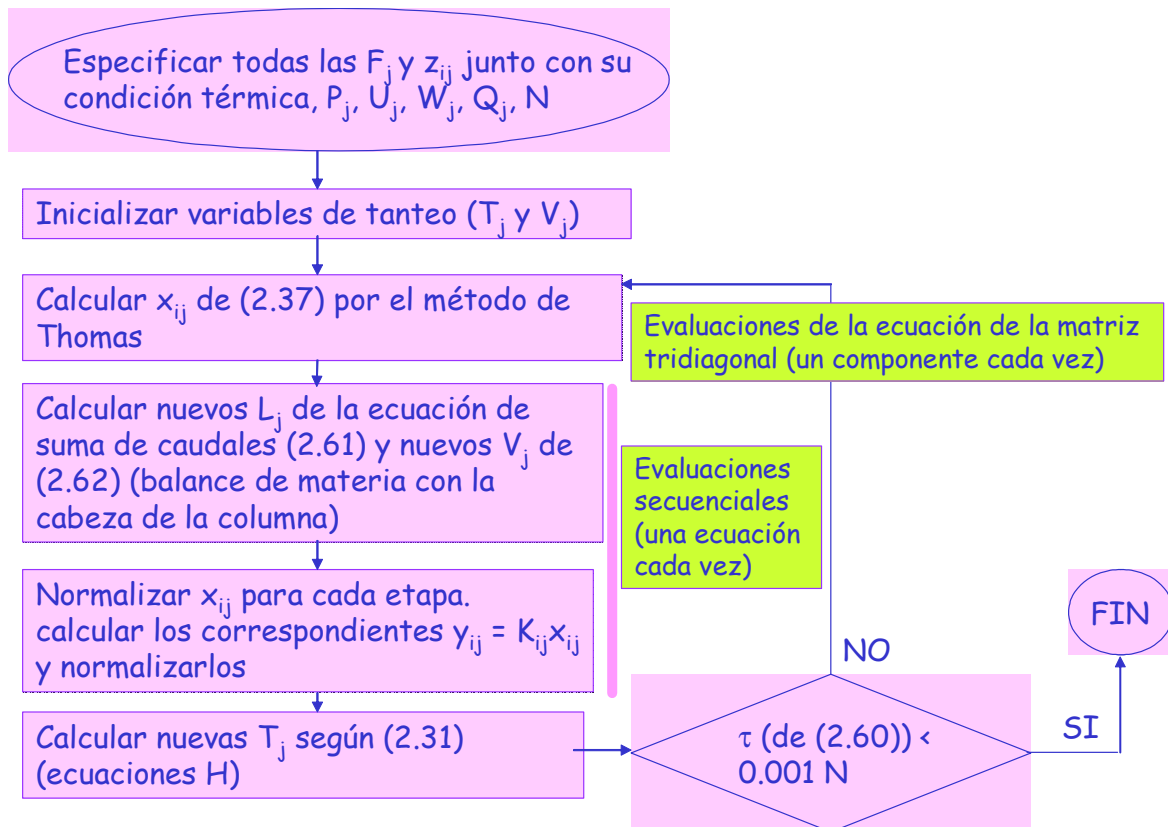 Especificar todas las Fj y zij junto con su
condición térmica, Pj, Uj, Wj, Qj, N
Inicializar variables de tanteo (Tj y Vj)
Calcular xij de (2.37) por el método de
Thomas
Evaluaciones de la ecuación de la matriz
tridiagonal (un componente cada vez)
Calcular nuevos Lj de la ecuación de
suma de caudales (2.61) y nuevos Vj de
(2.62) (balance de materia con la
cabeza de la columna)
Evaluaciones
secuenciales
(una ecuación
cada vez)
Normalizar xij para cada etapa.
calcular los correspondientes yij = Kijxij
y normalizarlos
Calcular nuevas Tj según (2.31)
(ecuaciones H)
τ (de (2.60)) <
0.001 N
NO
SI
FIN